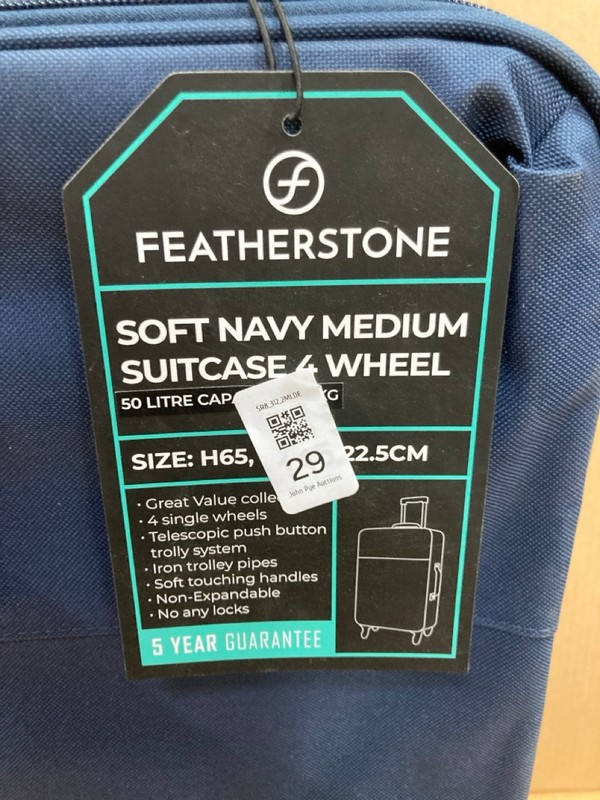 FEATHERSTONE
SOFT NAVY MEDIUM
SUITCASE 4 WHEEL
50 LITRE KG
SRB_312_2MLDE
29
John Pye Auctions
SIZE: H65, 22.5CM
· Great Value
· 4 single wheels
· Telescopic push button
trolly system
· Iron trolley pipes
· Soft touching handles
· Non-Expandable
· No any locks
5 YEAR GUARANTEE